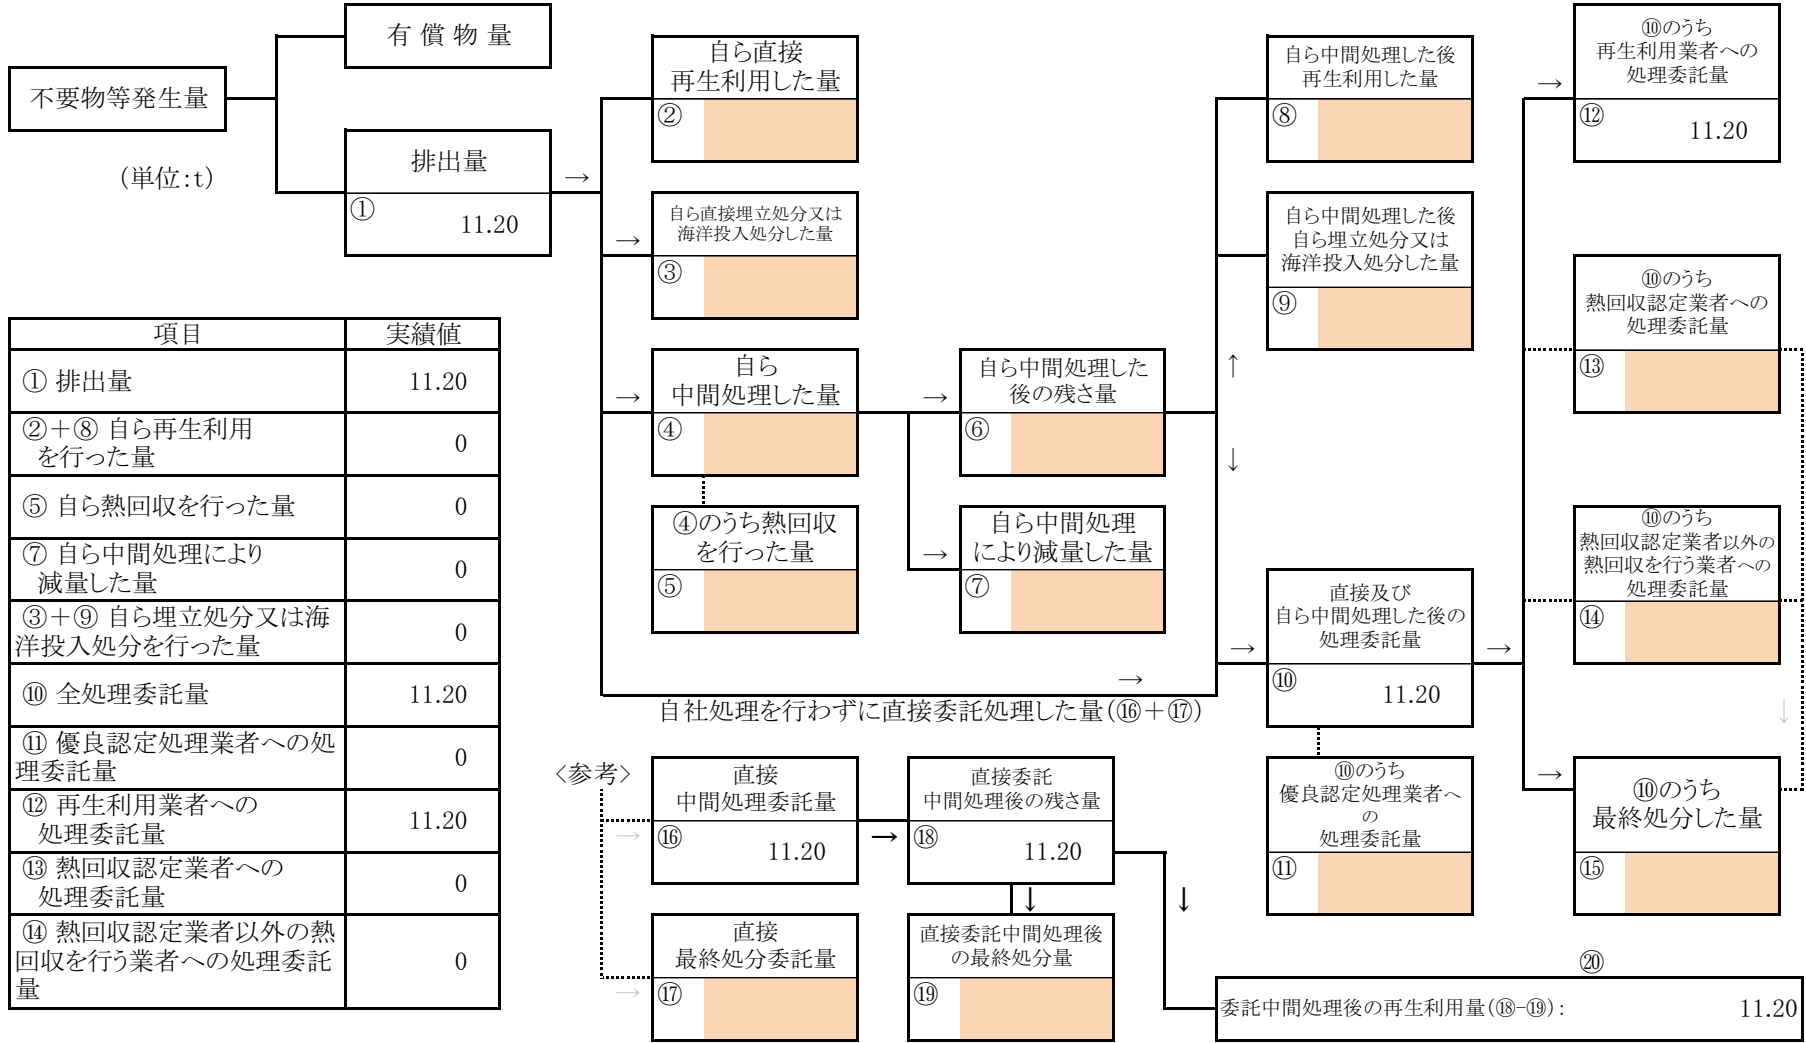 有 償 物 量
不要物等発生量
(単位:t)
排出量
①
11.20
→
自ら直接
再生利用した量
②
→
自ら直接埋立処分又は
海洋投入処分した量
③
→
自ら
中間処理した量
④
④のうち熱回収
を行った量
⑤
→
自ら中間処理した
後の残さ量
⑥
→
自ら中間処理
により減量した量
⑦
自ら中間処理した後
再生利用した量
⑧
自ら中間処理した後
自ら埋立処分又は
海洋投入処分した量
⑨
↑
↓
→
自社処理を行わずに直接委託処理した量(⑯+⑰)
→
直接及び
自ら中間処理した後の
処理委託量
⑩
11.20
⑩のうち
優良認定処理業者へ
の
処理委託量
⑪
→
→
⑩のうち
再生利用業者への
処理委託量
⑫
11.20
⑩のうち
熱回収認定業者への
処理委託量
⑬
⑩のうち
熱回収認定業者以外の
熱回収を行う業者への
処理委託量
⑭
↓
→
⑩のうち
最終処分した量
⑮
項目 実績値
① 排出量 11.20
②+⑧ 自ら再生利用
を行った量 0
⑤ 自ら熱回収を行った量 0
⑦ 自ら中間処理により
減量した量 0
③+⑨ 自ら埋立処分又は海
洋投入処分を行った量 0
⑩ 全処理委託量 11.20
⑪ 優良認定処理業者への処
理委託量 0
⑫ 再生利用業者への
処理委託量 11.20
⑬ 熱回収認定業者への
処理委託量 0
⑭ 熱回収認定業者以外の熱
回収を行う業者への処理委託
量 0
<参考>
→
直接
中間処理委託量
⑯
11.20
→
直接委託
中間処理後の残さ量
⑱
11.20
↓
↓
→
直接
最終処分委託量
⑰
直接委託中間処理後
の最終処分量
⑲
⑳
委託中間処理後の再生利用量(⑱-⑲): 11.20